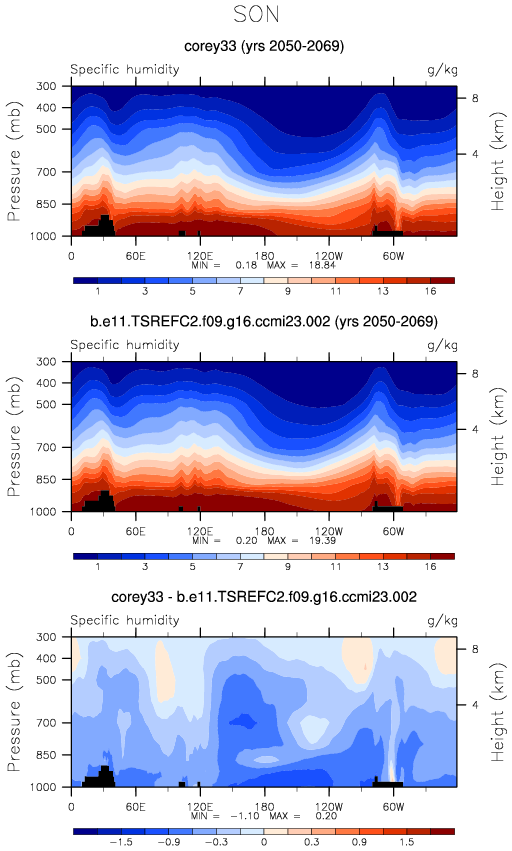 SON
corey33 (yrs 2050-2069)
Specific humidity g/kg
300
400
500
700
850
1000
Pressure (mb)
8
4
Height (km)
0 60E 120E 180 120W 60W
MIN = 0.18 MAX = 18.84
1 3 5 7 9 11 13 16
b.e11.TSREFC2.f09.g16.ccmi23.002 (yrs 2050-2069)
Specific humidity g/kg
300
400
500
700
850
1000
Pressure (mb)
8
4
Height (km)
0 60E 120E 180 120W 60W
MIN = 0.20 MAX = 19.39
1 3 5 7 9 11 13 16
corey33 - b.e11.TSREFC2.f09.g16.ccmi23.002
Specific humidity g/kg
300
400
500
700
850
1000
Pressure (mb)
8
4
Height (km)
0 60E 120E 180 120W 60W
MIN = -1.10 MAX = 0.20
-1.5 -0.9 -0.3 0 0.3 0.9 1.5